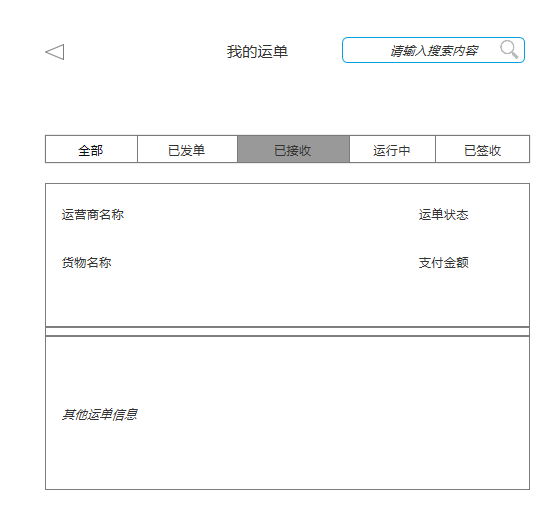 我的运单 请输入搜索内容
全部 已发单 已接收 运行中 已签收
运营商名称 运单状态
货物名称 支付金额
其他运单信息